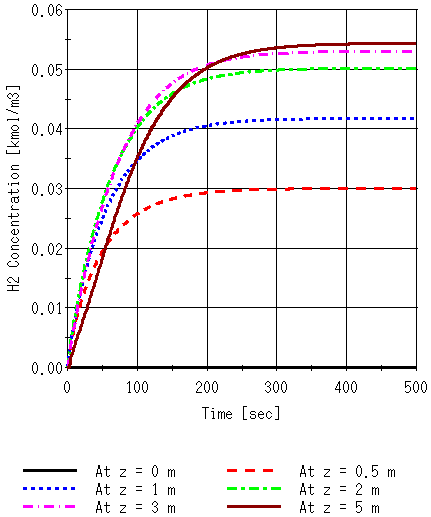 H2 Concentration [kmol/m3]
0.06
0.05
0.04
0.03
0.02
0.01
0.00
0 100 200 300 400 500
Time [sec]
At z = 0 m At z = 0.5 m
At z = 1 m At z = 2 m
At z = 3 m At z = 5 m